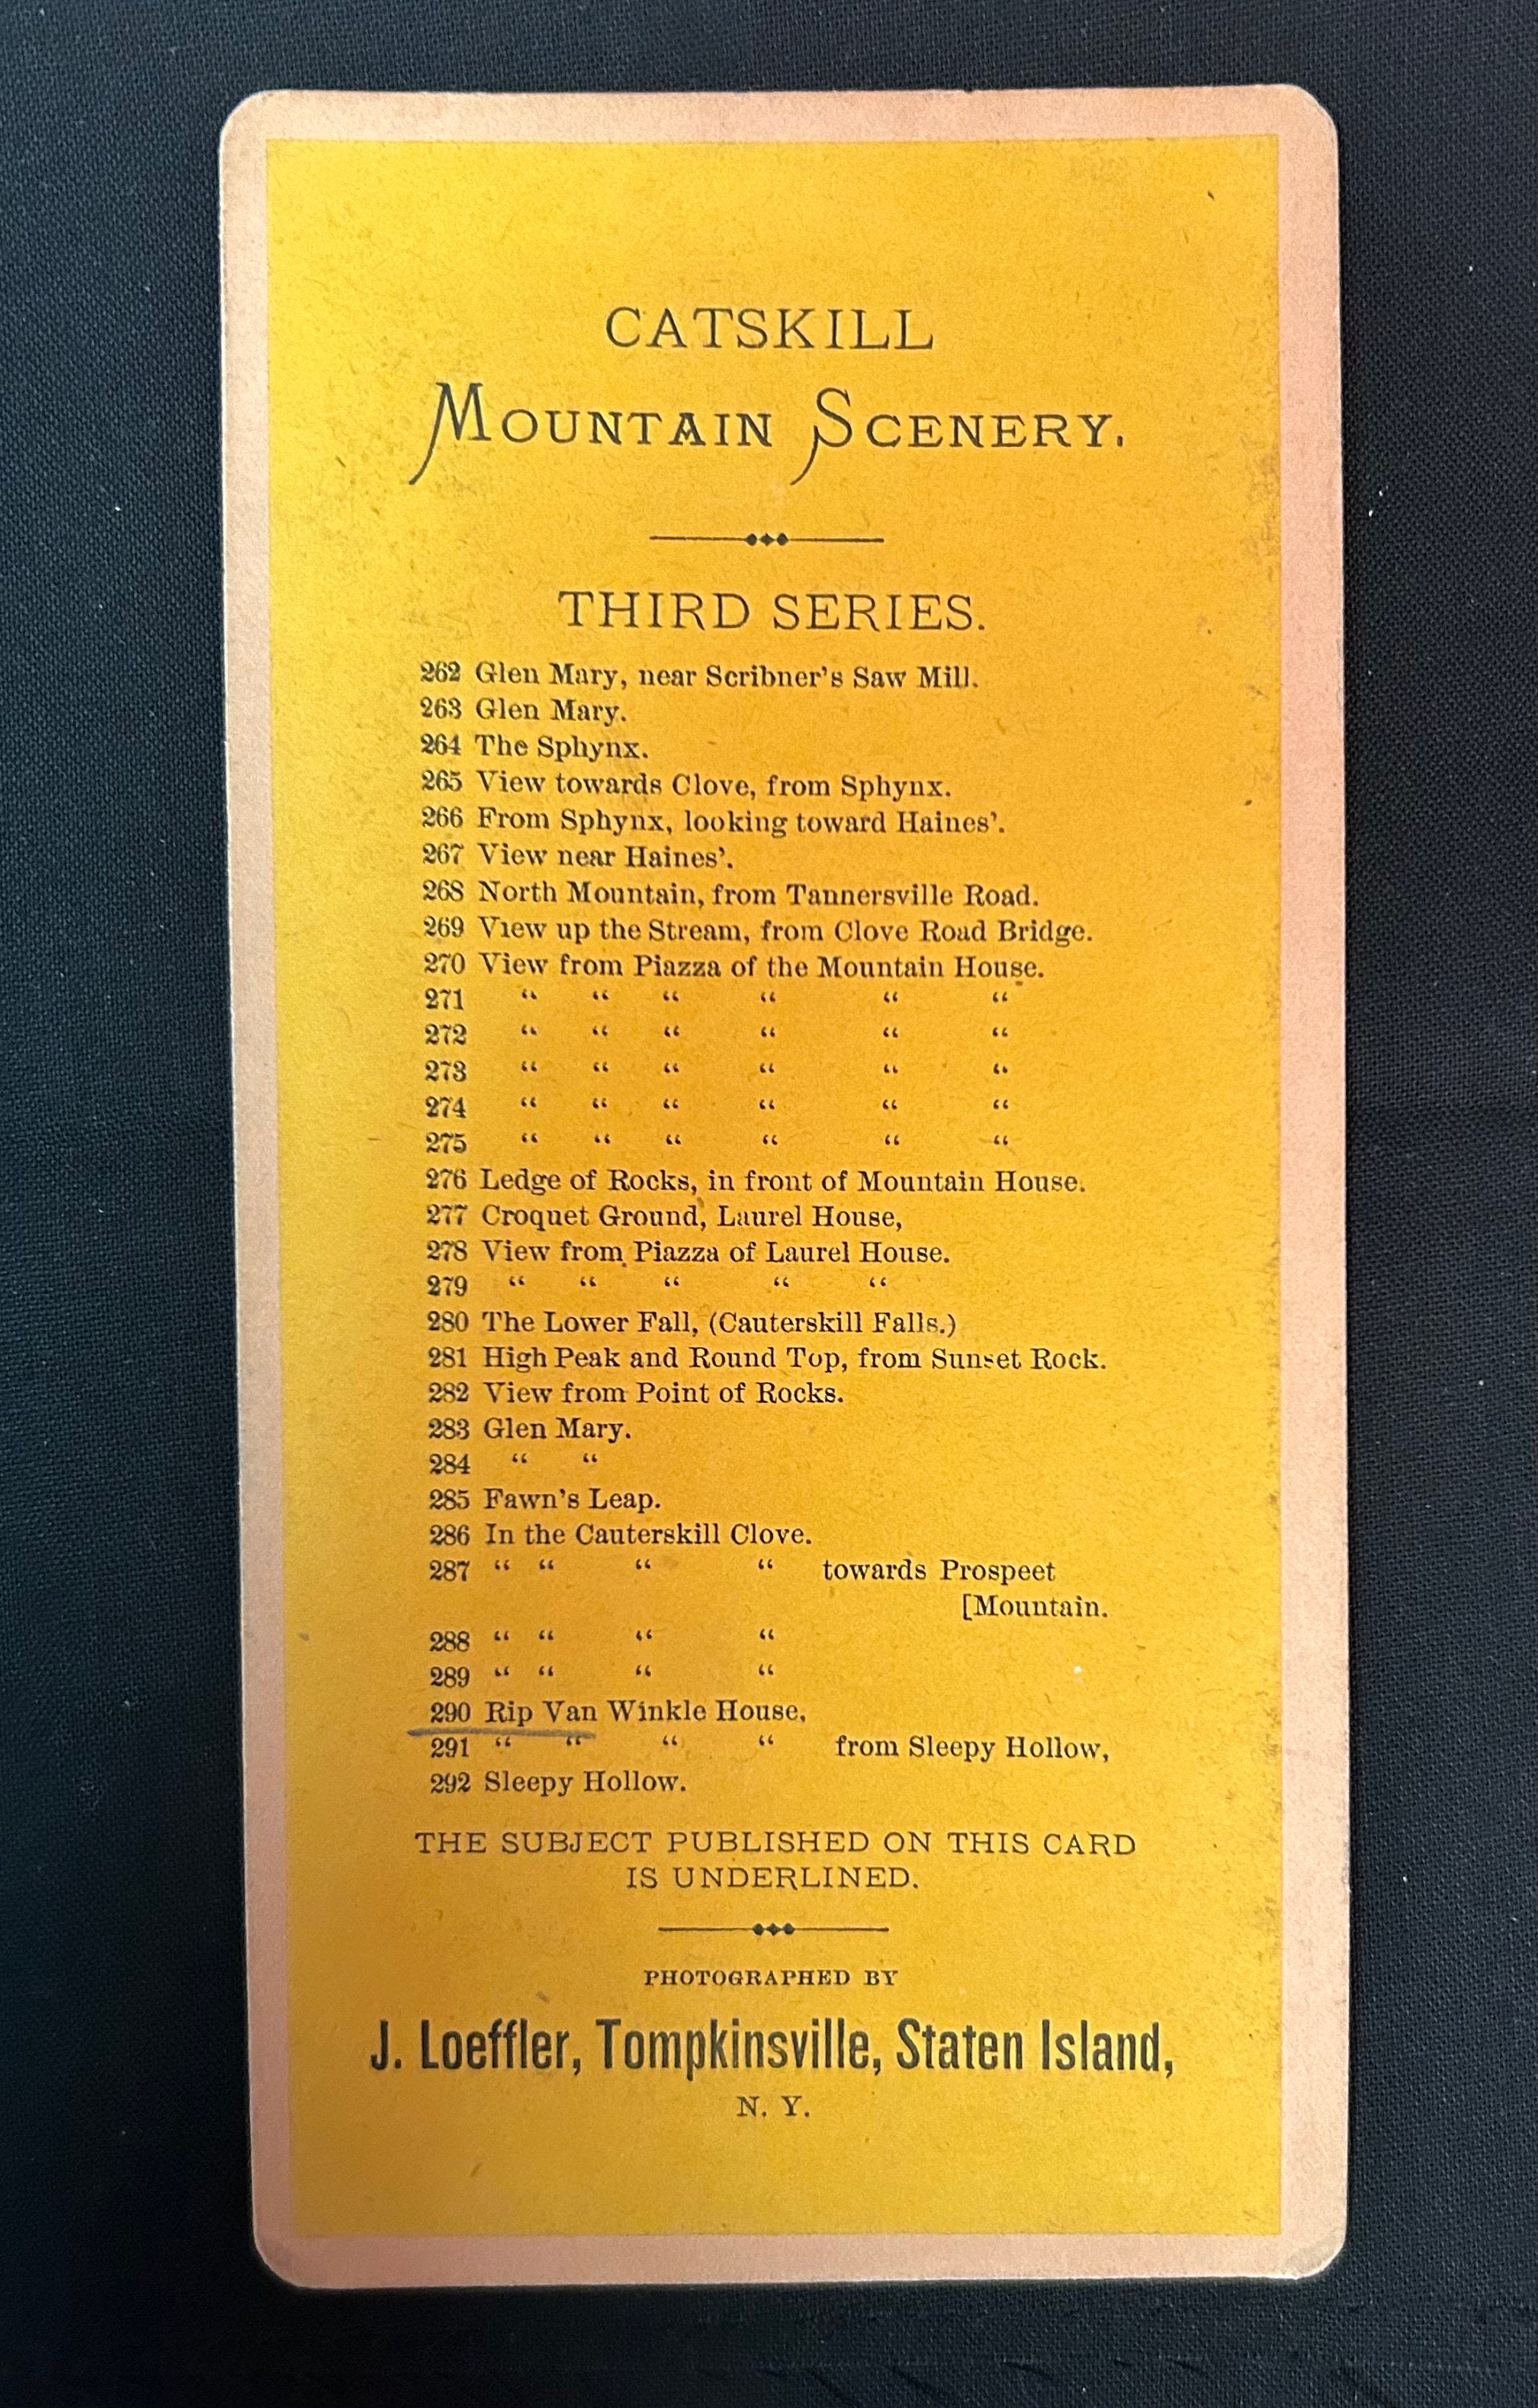 CATSKILL
MOUNTAIN SCENERY.
THIRD SERIES.
262 Glen Mary, near Scribner's Saw Mill.
263 Glen Mary.
264 The Sphynx.
265 View towards Clove, from Sphynx.
266 From Sphynx, looking toward Haines'.
267 View near Haines'.
268 North Mountain, from Tannersville Road.
269 View up the Stream, from Clove Road Bridge.
270 View from Piazza of the Mountain House.
271 “ “ “ “ “ “
272 “ “ “ “ “ “
273 “ “ “ “ “ “
274 “ “ “ “ “ “
275 “ “ “ “ “ “
276 Ledge of Rocks, in front of Mountain House.
277 Croquet Ground, Laurel House,
278 View from Piazza of Laurel House.
279 “ “ “ “ “
280 The Lower Fall, (Cauterskill Falls.)
281 High Peak and Round Top, from Sunset Rock.
282 View from Point of Rocks.
283 Glen Mary.
284 “ “
285 Fawn's Leap.
286 In the Cauterskill Clove.
287 “ “ “ “ towards Prospeet
[Mountain.
288 “ “ “ “
289 “ “ “ “
290 Rip Van Winkle House,
291 “ “ “ “ from Sleepy Hollow,
292 Sleepy Hollow.
THE SUBJECT PUBLISHED ON THIS CARD
IS UNDERLINED.
PHOTOGRAPHED BY
J. Loeffler, Tompkinsville, Staten Island,
N. Y.